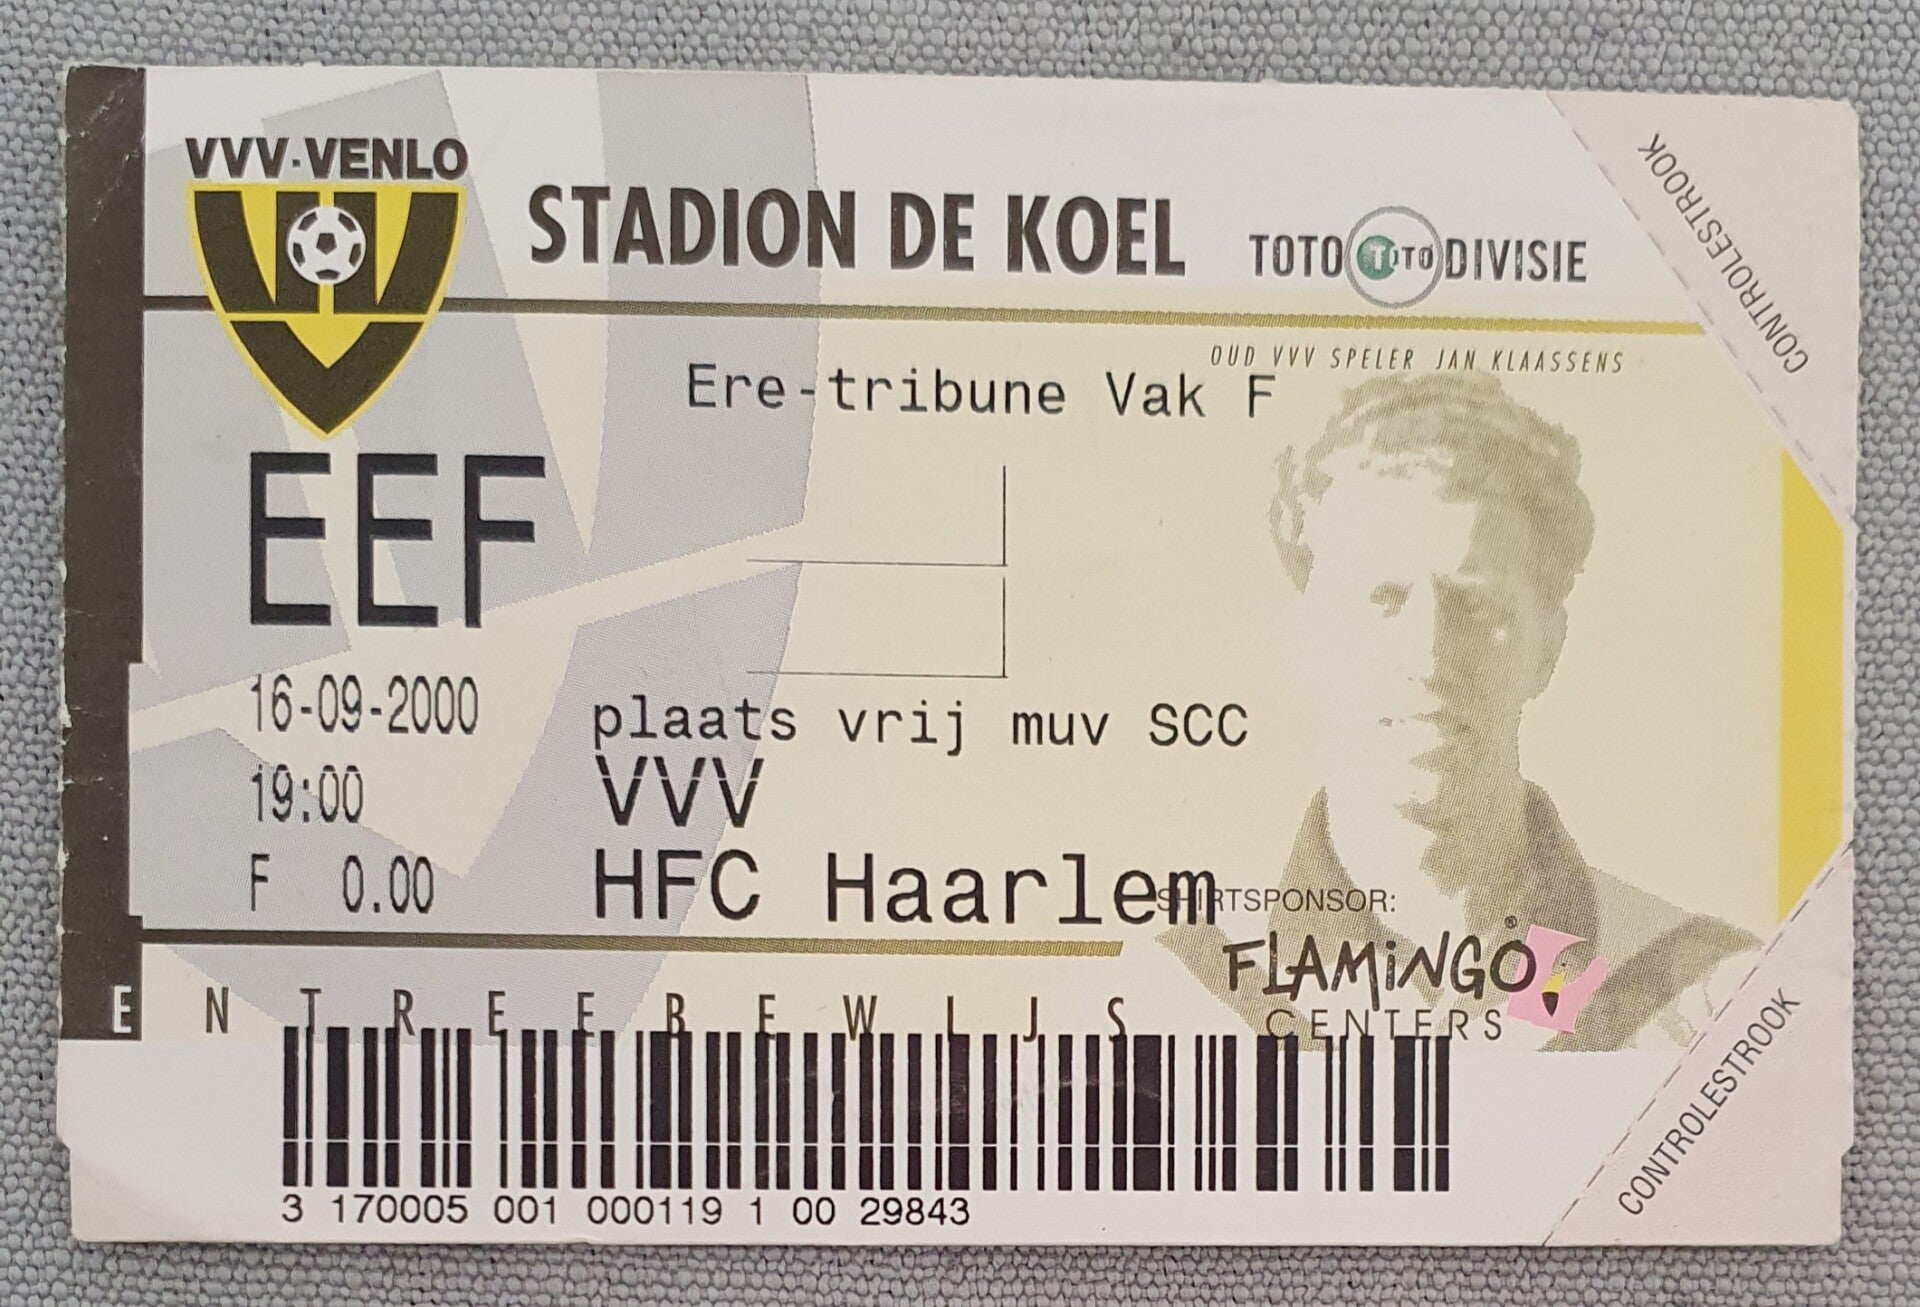 VVV-VENLO
STADION DE KOEL
TOTO TOTO DIVISIE
CONTROLESTROOK
OUD VVV SPELER JAN KLAASSENS
Ere-tribune Vak F
EEF
16-09-2000
plaats vrij muv SCC
19:00
VVV
F 0.00
HFC Haarlem
SHIRTSPONSOR:
FLAMINGO®
CENTERS
ENTREEBEWIJS
CONTROLESTROOK
3 170005 001 000119 1 00 29843